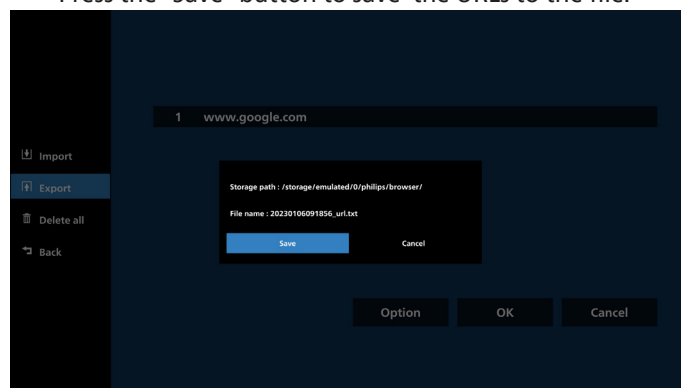 Press the "Save" button to save the URLs to the file.
1 www.google.com
Import
Export
Delete all
Back
Storage path : /storage/emulated/0/philips/browser/
File name : 20230106091856_url.txt
Save Cancel
Option OK Cancel